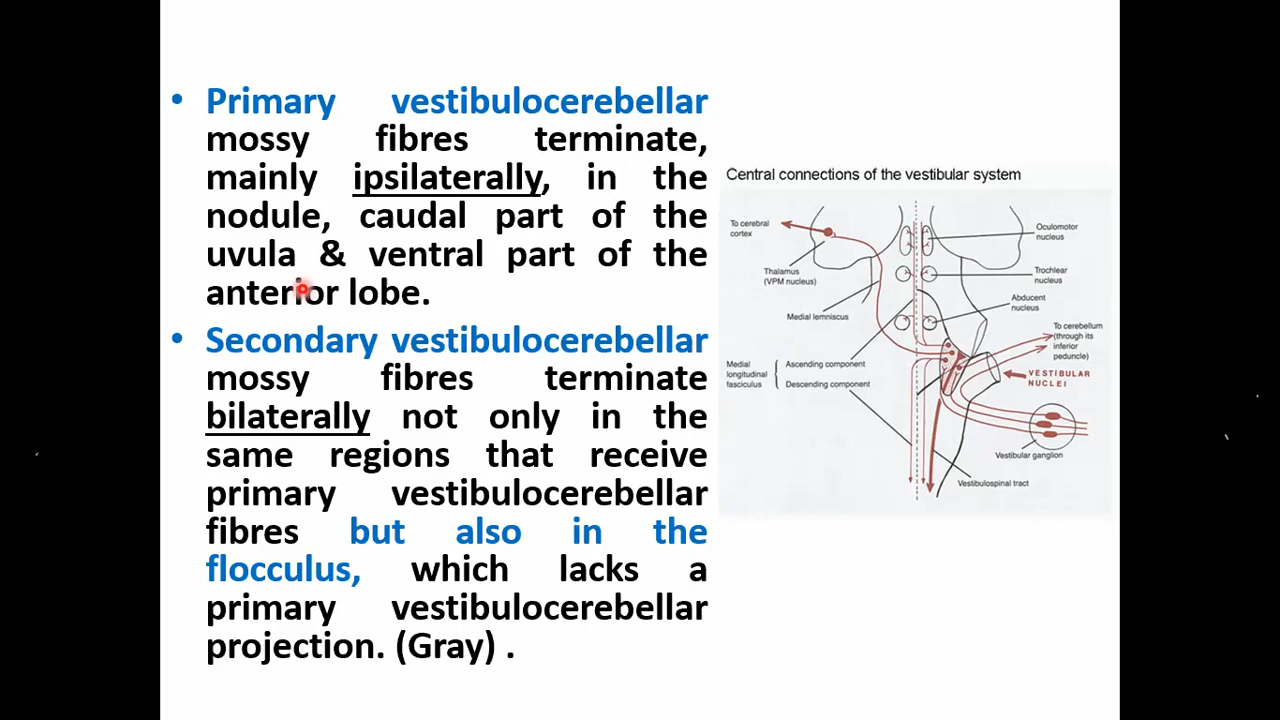 • Primary vestibulocerebellar
mossy fibres terminate,
mainly ipsilaterally, in the
nodule, caudal part of the
uvula & ventral part of the
anterior lobe.
• Secondary vestibulocerebellar
mossy fibres terminate
bilaterally not only in the
same regions that receive
primary vestibulocerebellar
fibres but also in the
flocculus, which lacks a
primary vestibulocerebellar
projection. (Gray) .
Central connections of the vestibular system
To cerebral
cortex
Thalamus
(VPM nucleus)
Medial lemniscus
Medial
longitudinal
fasciculus
Ascending component
Descending component
Oculomotor
nucleus
Trochlear
nucleus
Abducent
nucleus
To cerebellum
(through its
inferior
peduncle)
VESTIBULAR
NUCLEI
Vestibular ganglion
Vestibulospinal tract